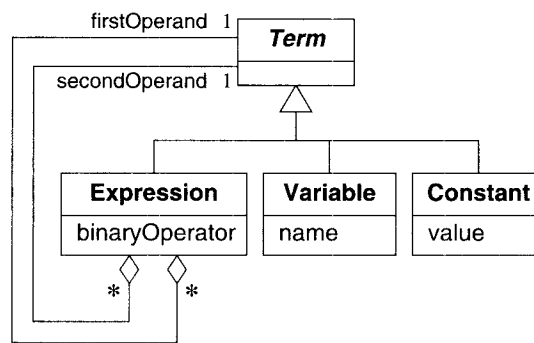 firstOperand 1
Term
secondOperand 1
Expression
Variable
Constant
binaryOperator
name
value
* *